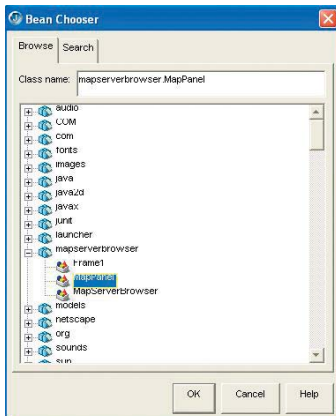 Bean Chooser
Browse Search
Class name: mapserverbrowser.MapPanel
audio
COM
com
fonts
images
java
java2d
javax
junit
launcher
mapserverbrowser
Frame1
MapPanel
MapServerBrowser
models
netscape
org
sounds
sun
OK Cancel Help